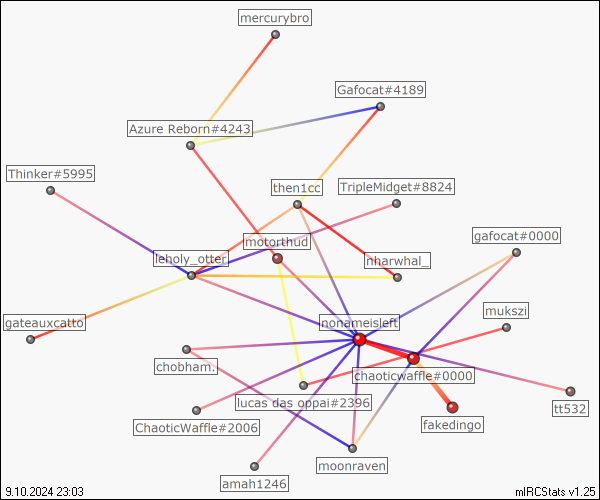 mercurybro
Gafocat#4189
Azure Reborn#4243
Thinker#5995
then1cc
TripleMidget#8824
gafocat#0000
motorthud
leholy_otter
nharwhal_
mukszi
gateauxcatto
nonameisleft
chobham.
chaoticwaffle#0000
lucas das oppai#2396
tt532
ChaoticWaffle#2006
fakedingo
moonraven
amah1246
9.10.2024 23:03
mIRCStats v1.25